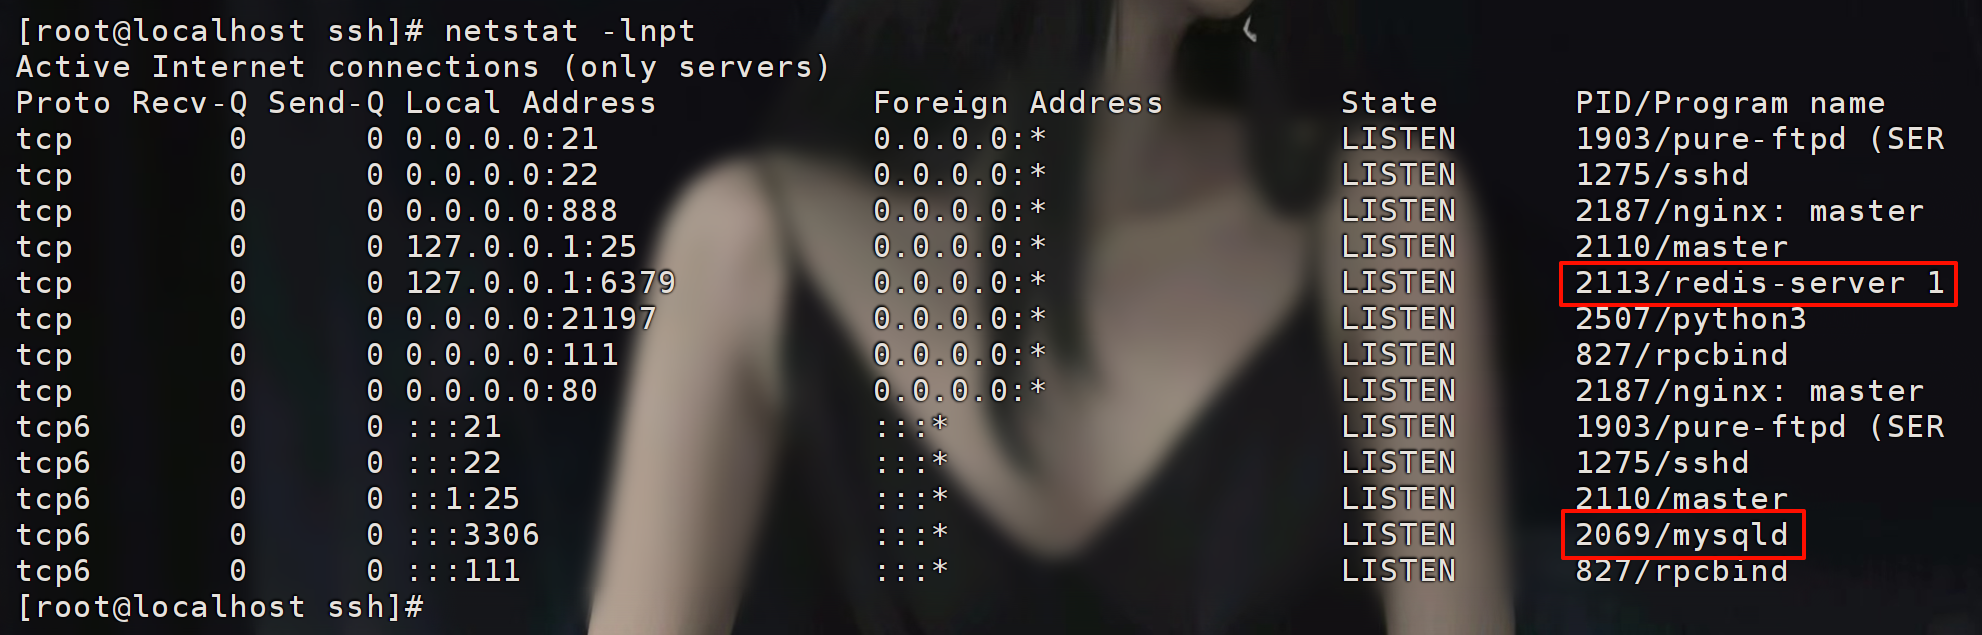 [root@localhost ssh]# netstat -lnpt
Active Internet connections (only servers)
Proto Recv-Q Send-Q Local Address           Foreign Address         State       PID/Program name
tcp        0      0 0.0.0.0:21              0.0.0.0:*               LISTEN      1903/pure-ftpd (SER
tcp        0      0 0.0.0.0:22              0.0.0.0:*               LISTEN      1275/sshd
tcp        0      0 0.0.0.0:888             0.0.0.0:*               LISTEN      2187/nginx: master
tcp        0      0 127.0.0.1:25            0.0.0.0:*               LISTEN      2110/master
tcp        0      0 127.0.0.1:6379          0.0.0.0:*               LISTEN      2113/redis-server 1
tcp        0      0 0.0.0.0:21197           0.0.0.0:*               LISTEN      2507/python3
tcp        0      0 0.0.0.0:111             0.0.0.0:*               LISTEN      827/rpcbind
tcp        0      0 0.0.0.0:80              0.0.0.0:*               LISTEN      2187/nginx: master
tcp6       0      0 :::21                   :::*                    LISTEN      1903/pure-ftpd (SER
tcp6       0      0 :::22                   :::*                    LISTEN      1275/sshd
tcp6       0      0 ::1:25                  :::*                    LISTEN      2110/master
tcp6       0      0 :::3306                 :::*                    LISTEN      2069/mysqld
tcp6       0      0 :::111                  :::*                    LISTEN      827/rpcbind
[root@localhost ssh]#